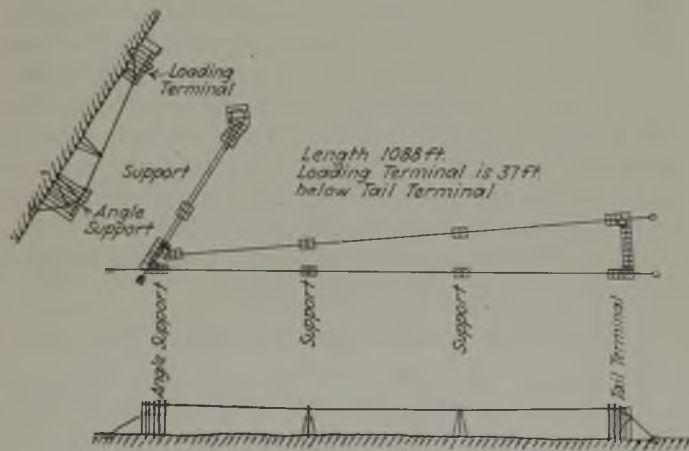 Loading
Terminal
Angle
Support
Support
Length 1088 ft.
Loading Terminal is 37 ft.
below Tail Terminal
Angle Support
Support
Support
Tail Terminal